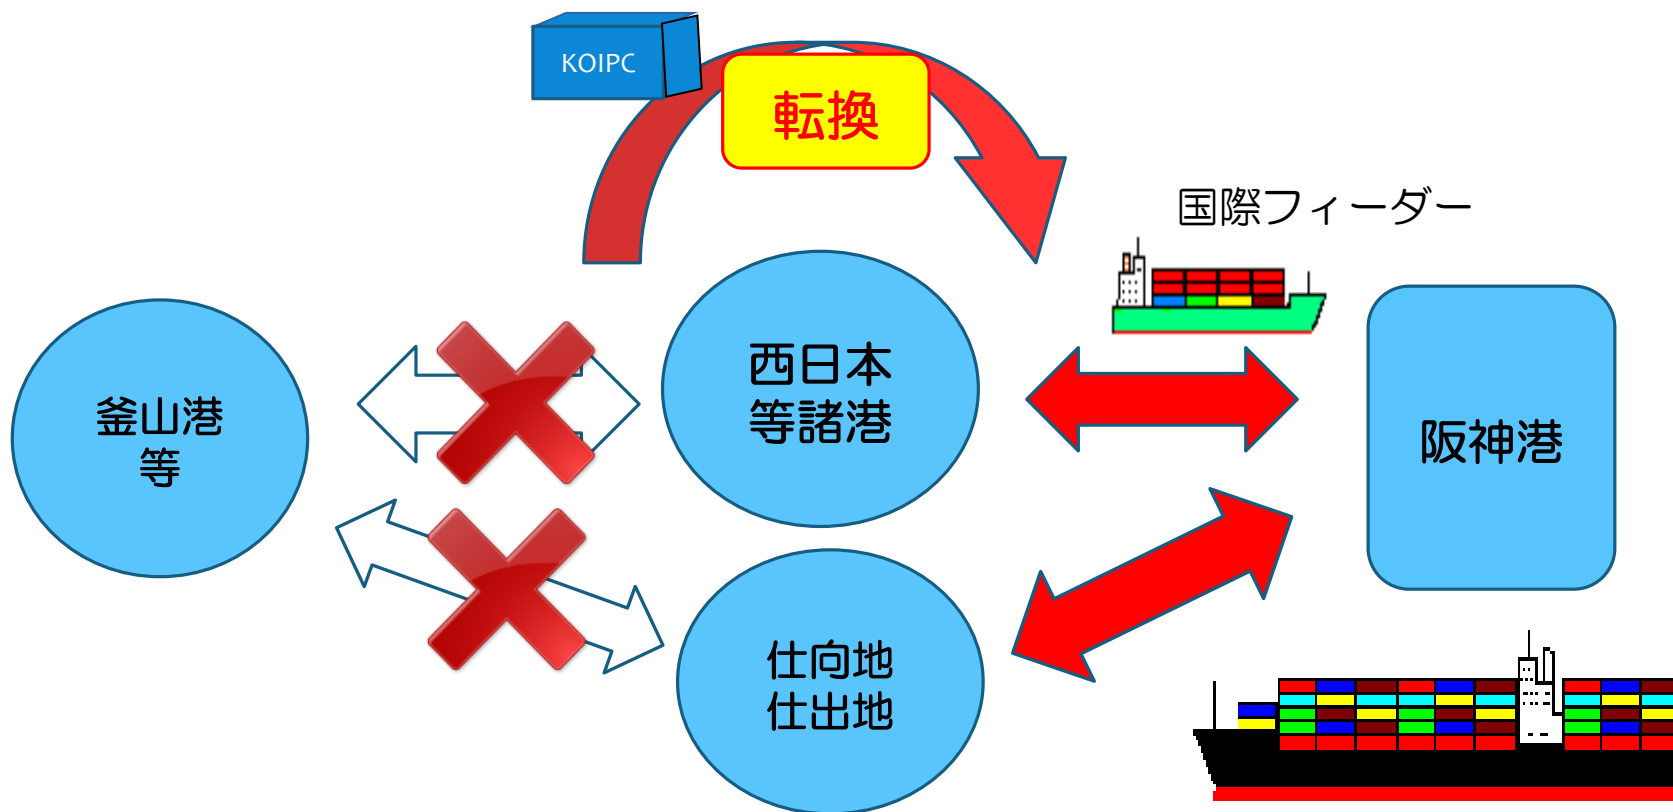 KOIPC
転換
国際フィーダー
西日本
等諸港
釜山港
等
阪神港
仕向地
仕出地